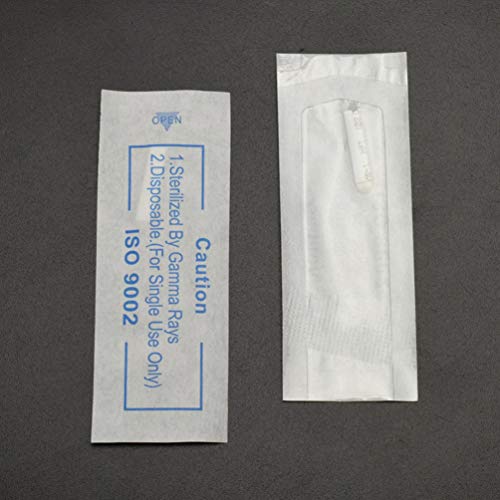 OPEN
Caution
1.Sterilized By Gamma Rays
2.Disposable.(For Single Use Only)
ISO 9002